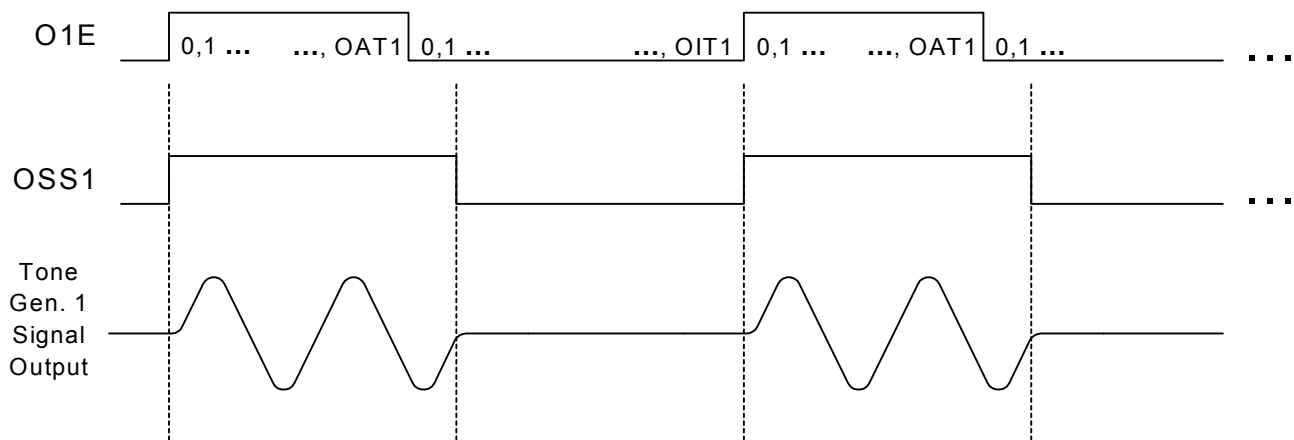 O1E
0,1 ... ..., OAT1 0,1 ... ..., OIT1 0,1 ... ..., OAT1 0,1 ... ...
OSS1 ...
Tone
Gen. 1
Signal
Output